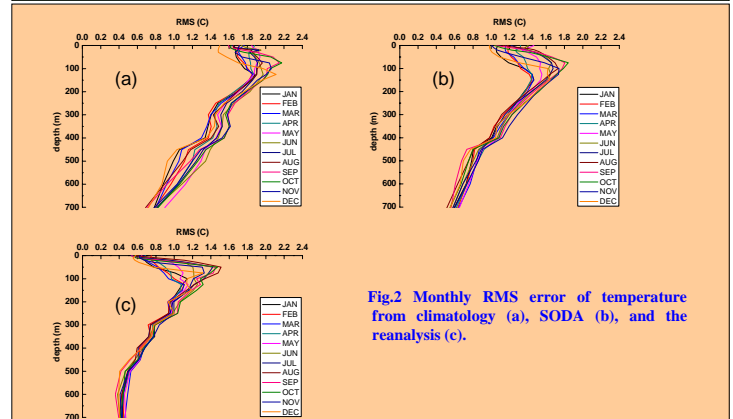 RMS (C)
0.0 0.2 0.4 0.6 0.8 1.0 1.2 1.4 1.6 1.8 2.0 2.2 2.4
0
100
200
300
400
500
600
700
depth (m)
(a)
JAN
FEB
MAR
APR
MAY
JUN
JUL
AUG
SEP
OCT
NOV
DEC
RMS (C)
0.0 0.2 0.4 0.6 0.8 1.0 1.2 1.4 1.6 1.8 2.0 2.2 2.4
0
100
200
300
400
500
600
700
depth (m)
(b)
JAN
FEB
MAR
APR
MAY
JUN
JUL
AUG
SEP
OCT
NOV
DEC
RMS (C)
0.0 0.2 0.4 0.6 0.8 1.0 1.2 1.4 1.6 1.8 2.0 2.2 2.4
0
100
200
300
400
500
600
700
depth (m)
(c)
JAN
FEB
MAR
APR
MAY
JUN
JUL
AUG
SEP
OCT
NOV
DEC
Fig.2 Monthly RMS error of temperature
from climatology (a), SODA (b), and the
reanalysis (c).